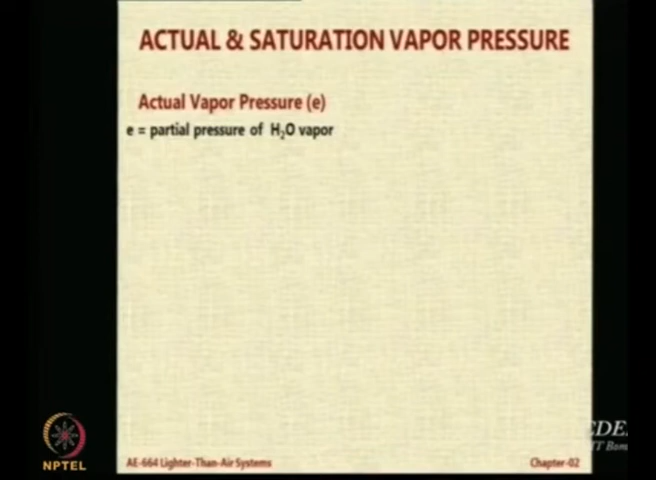 ACTUAL & SATURATION VAPOR PRESSURE
Actual Vapor Pressure (e)
e = partial pressure of H₂O vapor
NPTEL
AE-664 Lighter-Than-Air Systems
Chapter-02